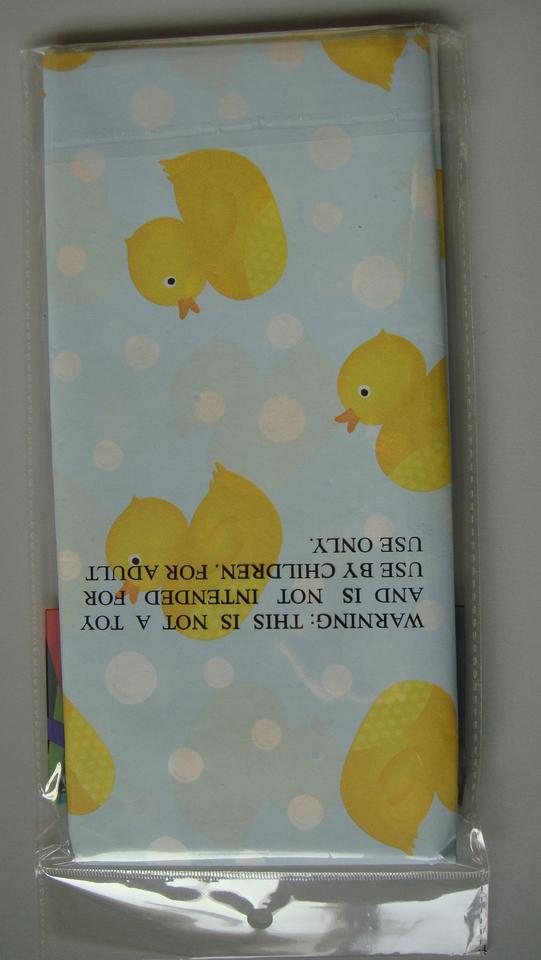 WARNING: THIS IS NOT A TOY
AND IS NOT INTENDED FOR
USE BY CHILDREN. FOR ADULT
USE ONLY.